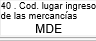 40 . Cod. lugar ingreso
de las mercancías
MDE